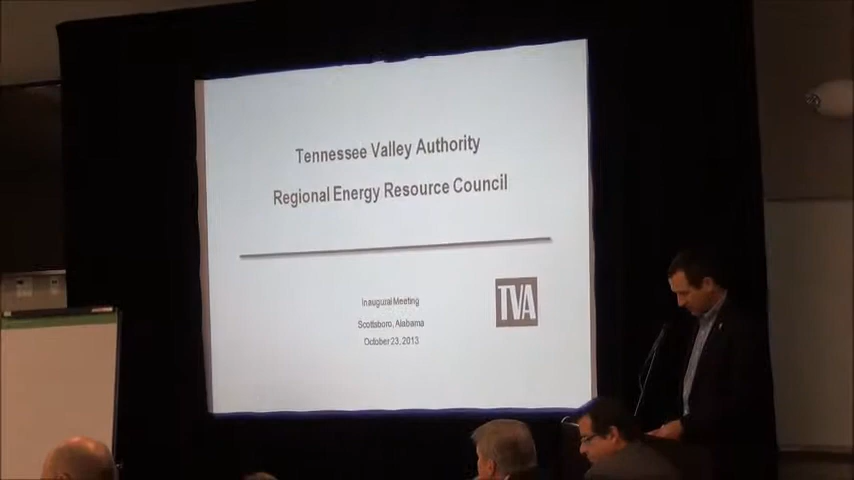 Tennessee Valley Authority
Regional Energy Resource Council
Inaugural Meeting
Scottsboro, Alabama
October 23, 2013
TVA